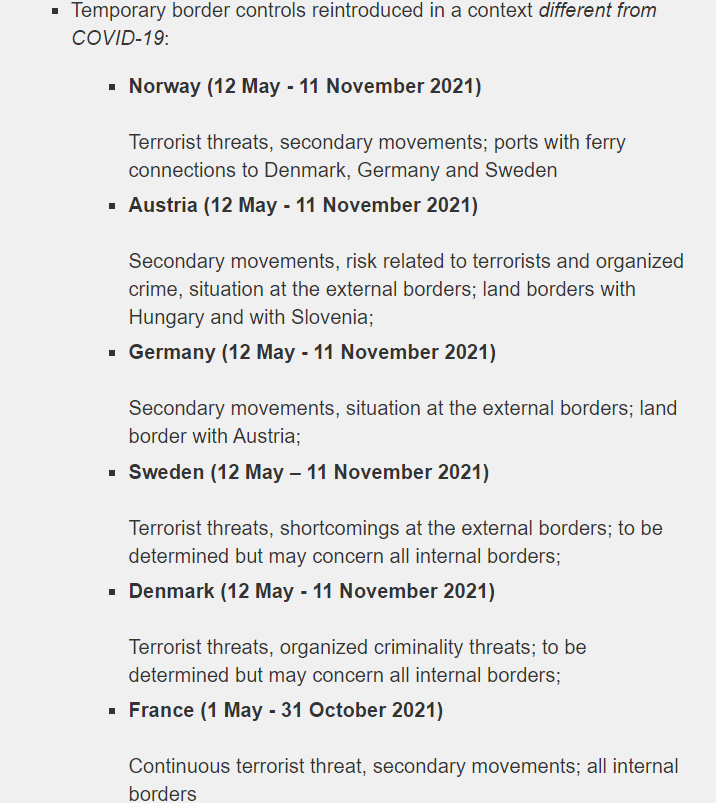 ▪ Temporary border controls reintroduced in a context different from
COVID-19:
▪ Norway (12 May - 11 November 2021)
Terrorist threats, secondary movements; ports with ferry
connections to Denmark, Germany and Sweden
▪ Austria (12 May - 11 November 2021)
Secondary movements, risk related to terrorists and organized
crime, situation at the external borders; land borders with
Hungary and with Slovenia;
▪ Germany (12 May - 11 November 2021)
Secondary movements, situation at the external borders; land
border with Austria;
▪ Sweden (12 May – 11 November 2021)
Terrorist threats, shortcomings at the external borders; to be
determined but may concern all internal borders;
▪ Denmark (12 May - 11 November 2021)
Terrorist threats, organized criminality threats; to be
determined but may concern all internal borders;
▪ France (1 May - 31 October 2021)
Continuous terrorist threat, secondary movements; all internal
borders